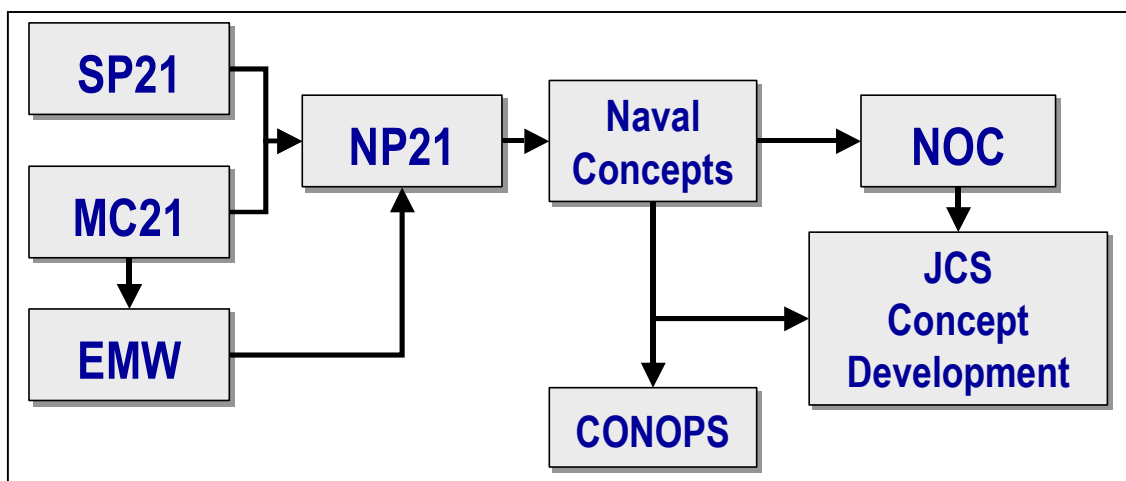 SP21
MC21
EMW
NP21
Naval
Concepts
CONOPS
NOC
JCS
Concept
Development